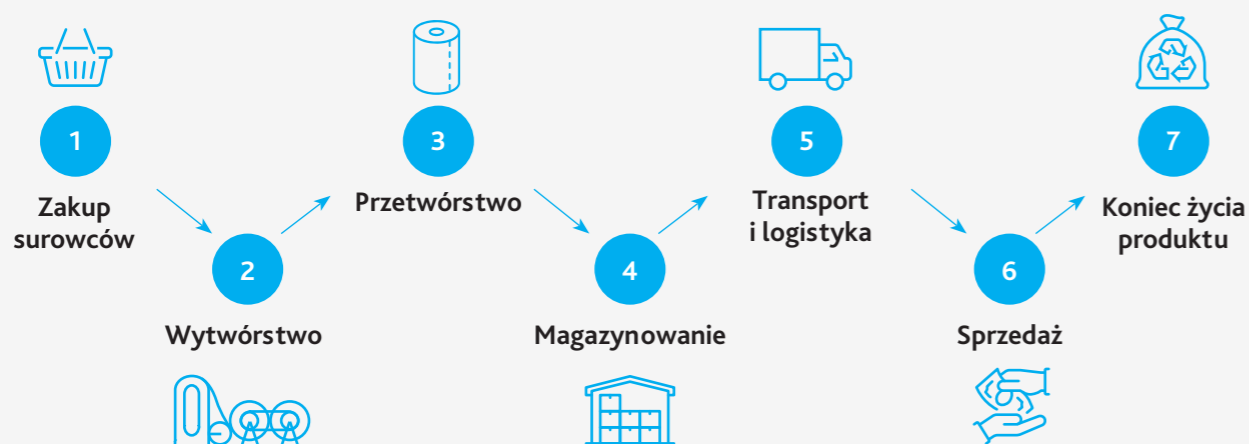 1
Zakup
surowców
2
Wytwórstwo
3
Przetwórstwo
4
Magazynowanie
5
Transport
i logistyka
6
Sprzedaż
7
Koniec życia
produktu